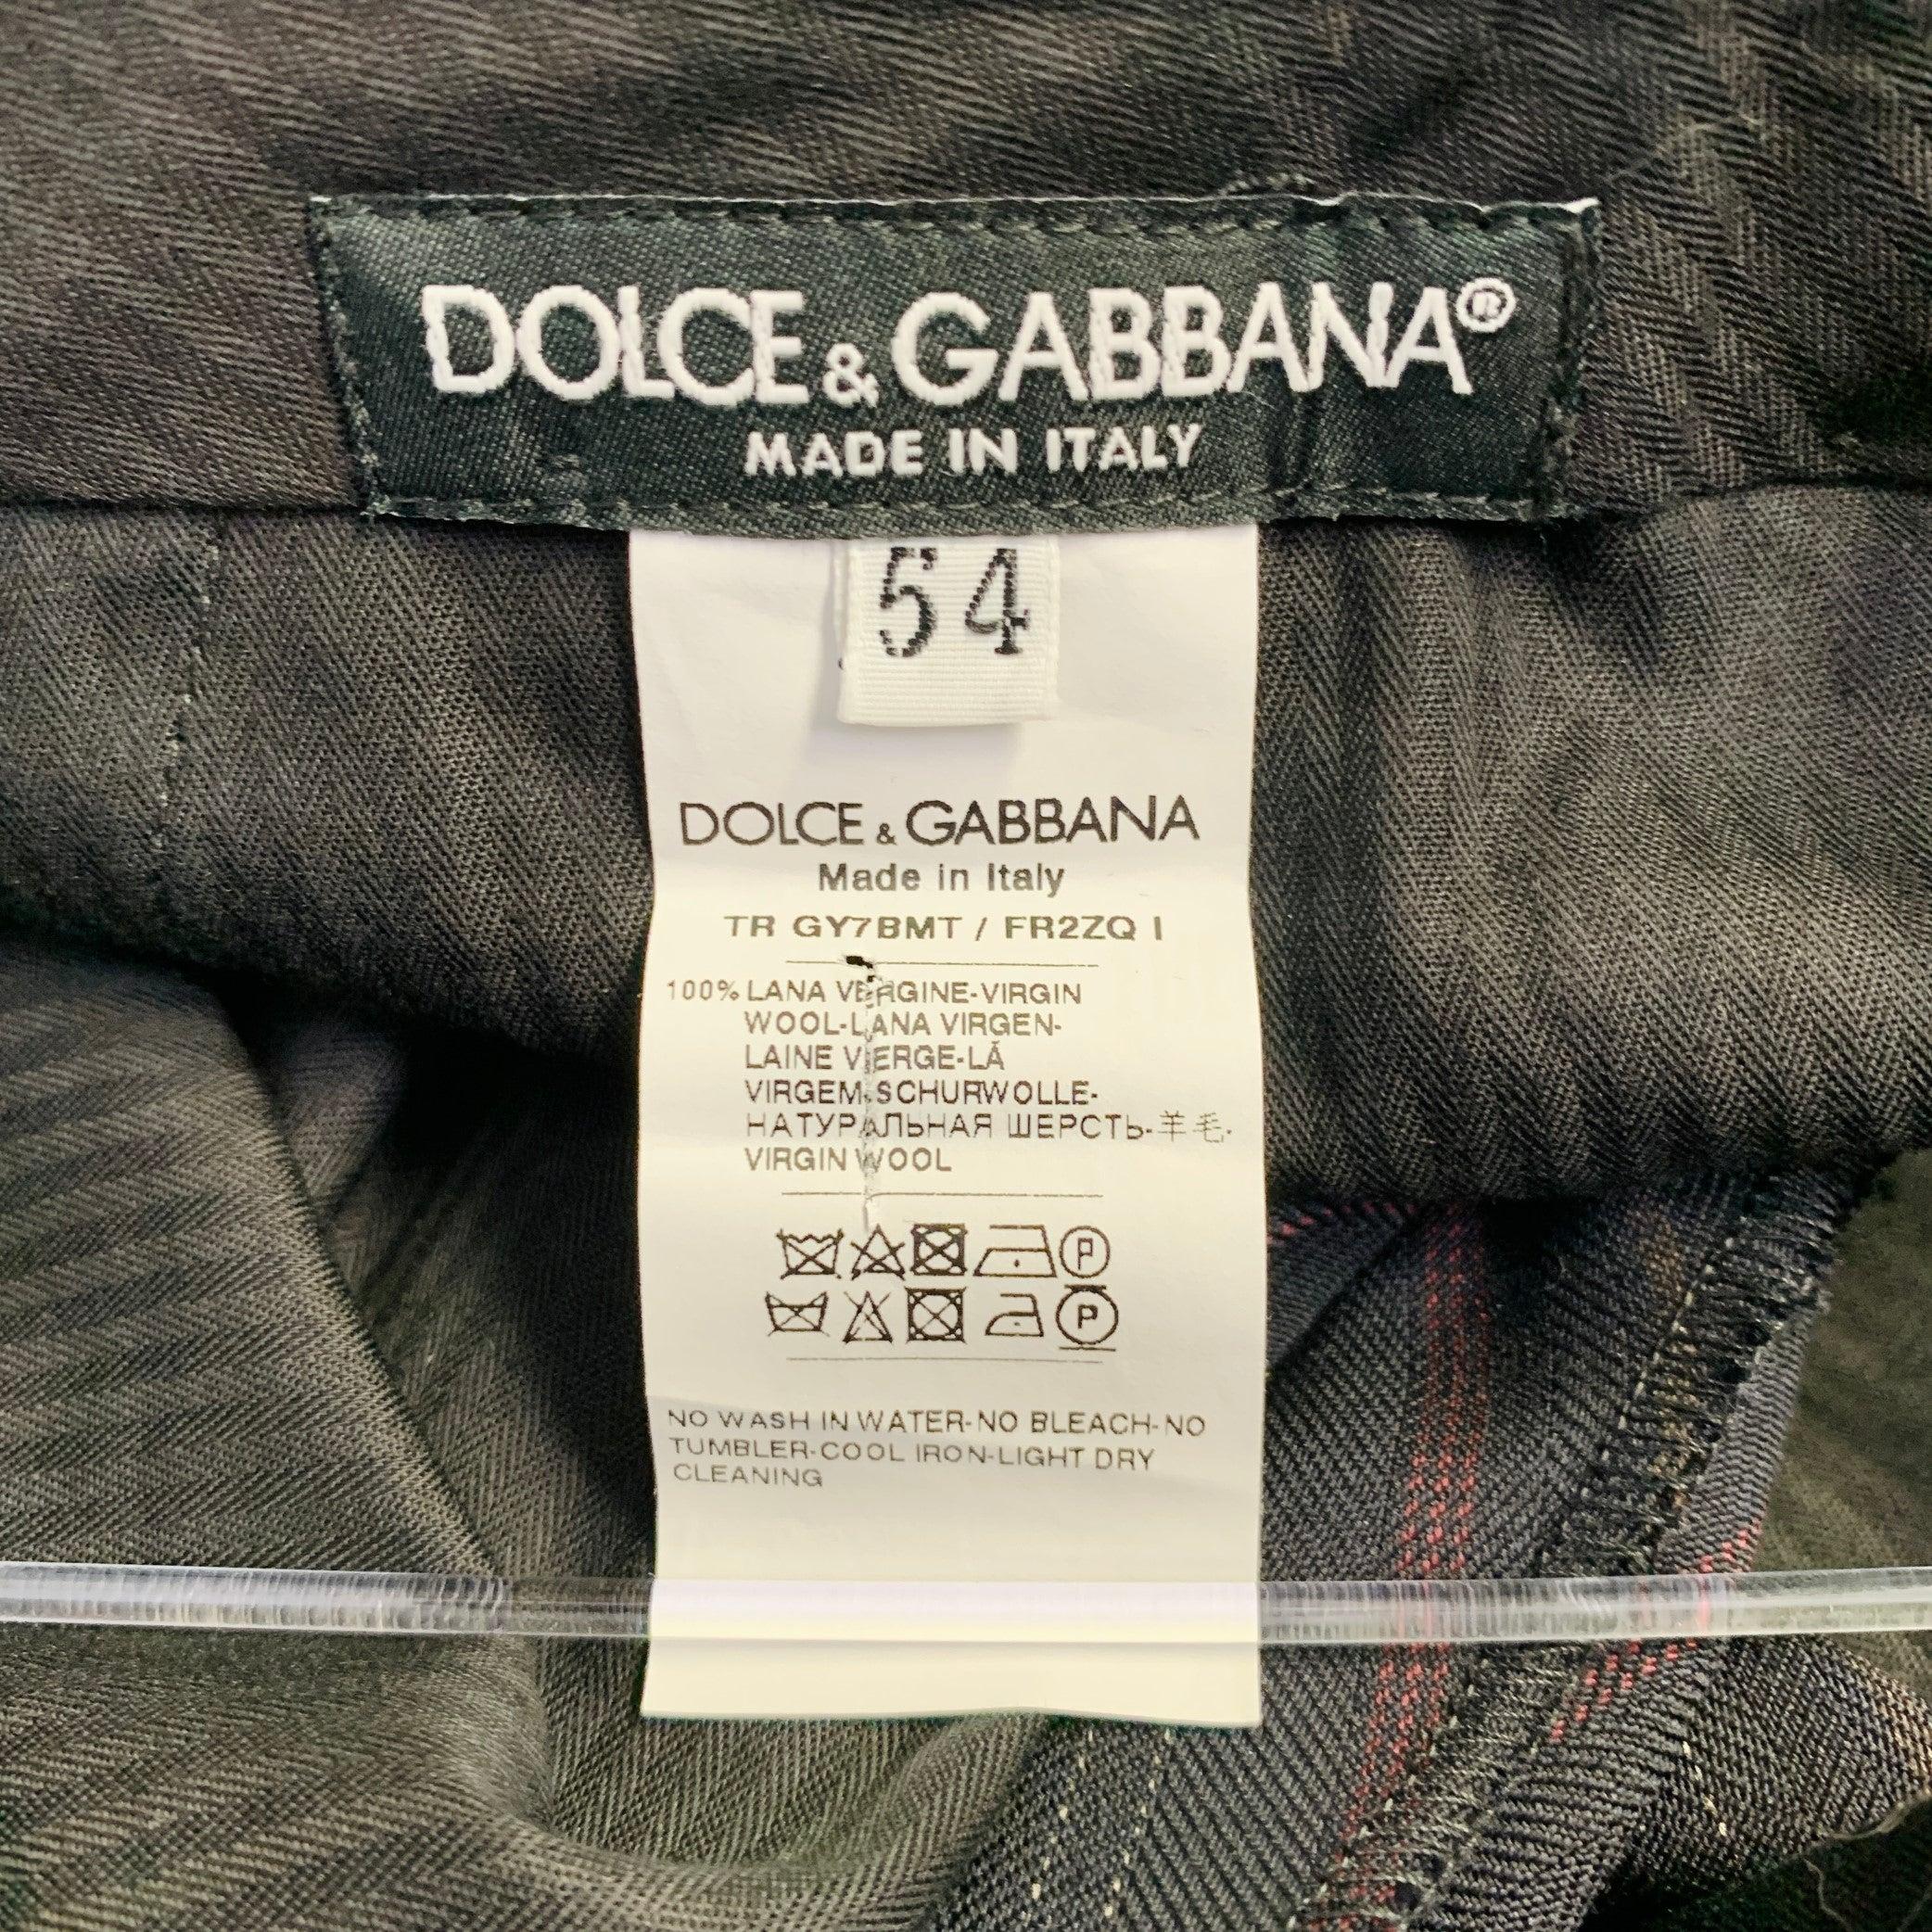 DOLCE & GABBANA®
MADE IN ITALY
54
DOLCE & GABBANA
Made in Italy
TR GY7BMT / FR2ZQ I
100% LANA VERGINE-VIRGIN
WOOL-LANA VIRGEN-
LAINE VIERGE-LÃ
VIRGEM-SCHURWOLLE-
НАТУРАЛЬНАЯ ШЕРСТЬ-羊毛-
VIRGIN WOOL
P
P
NO WASH IN WATER-NO BLEACH-NO
TUMBLER-COOL IRON-LIGHT DRY
CLEANING